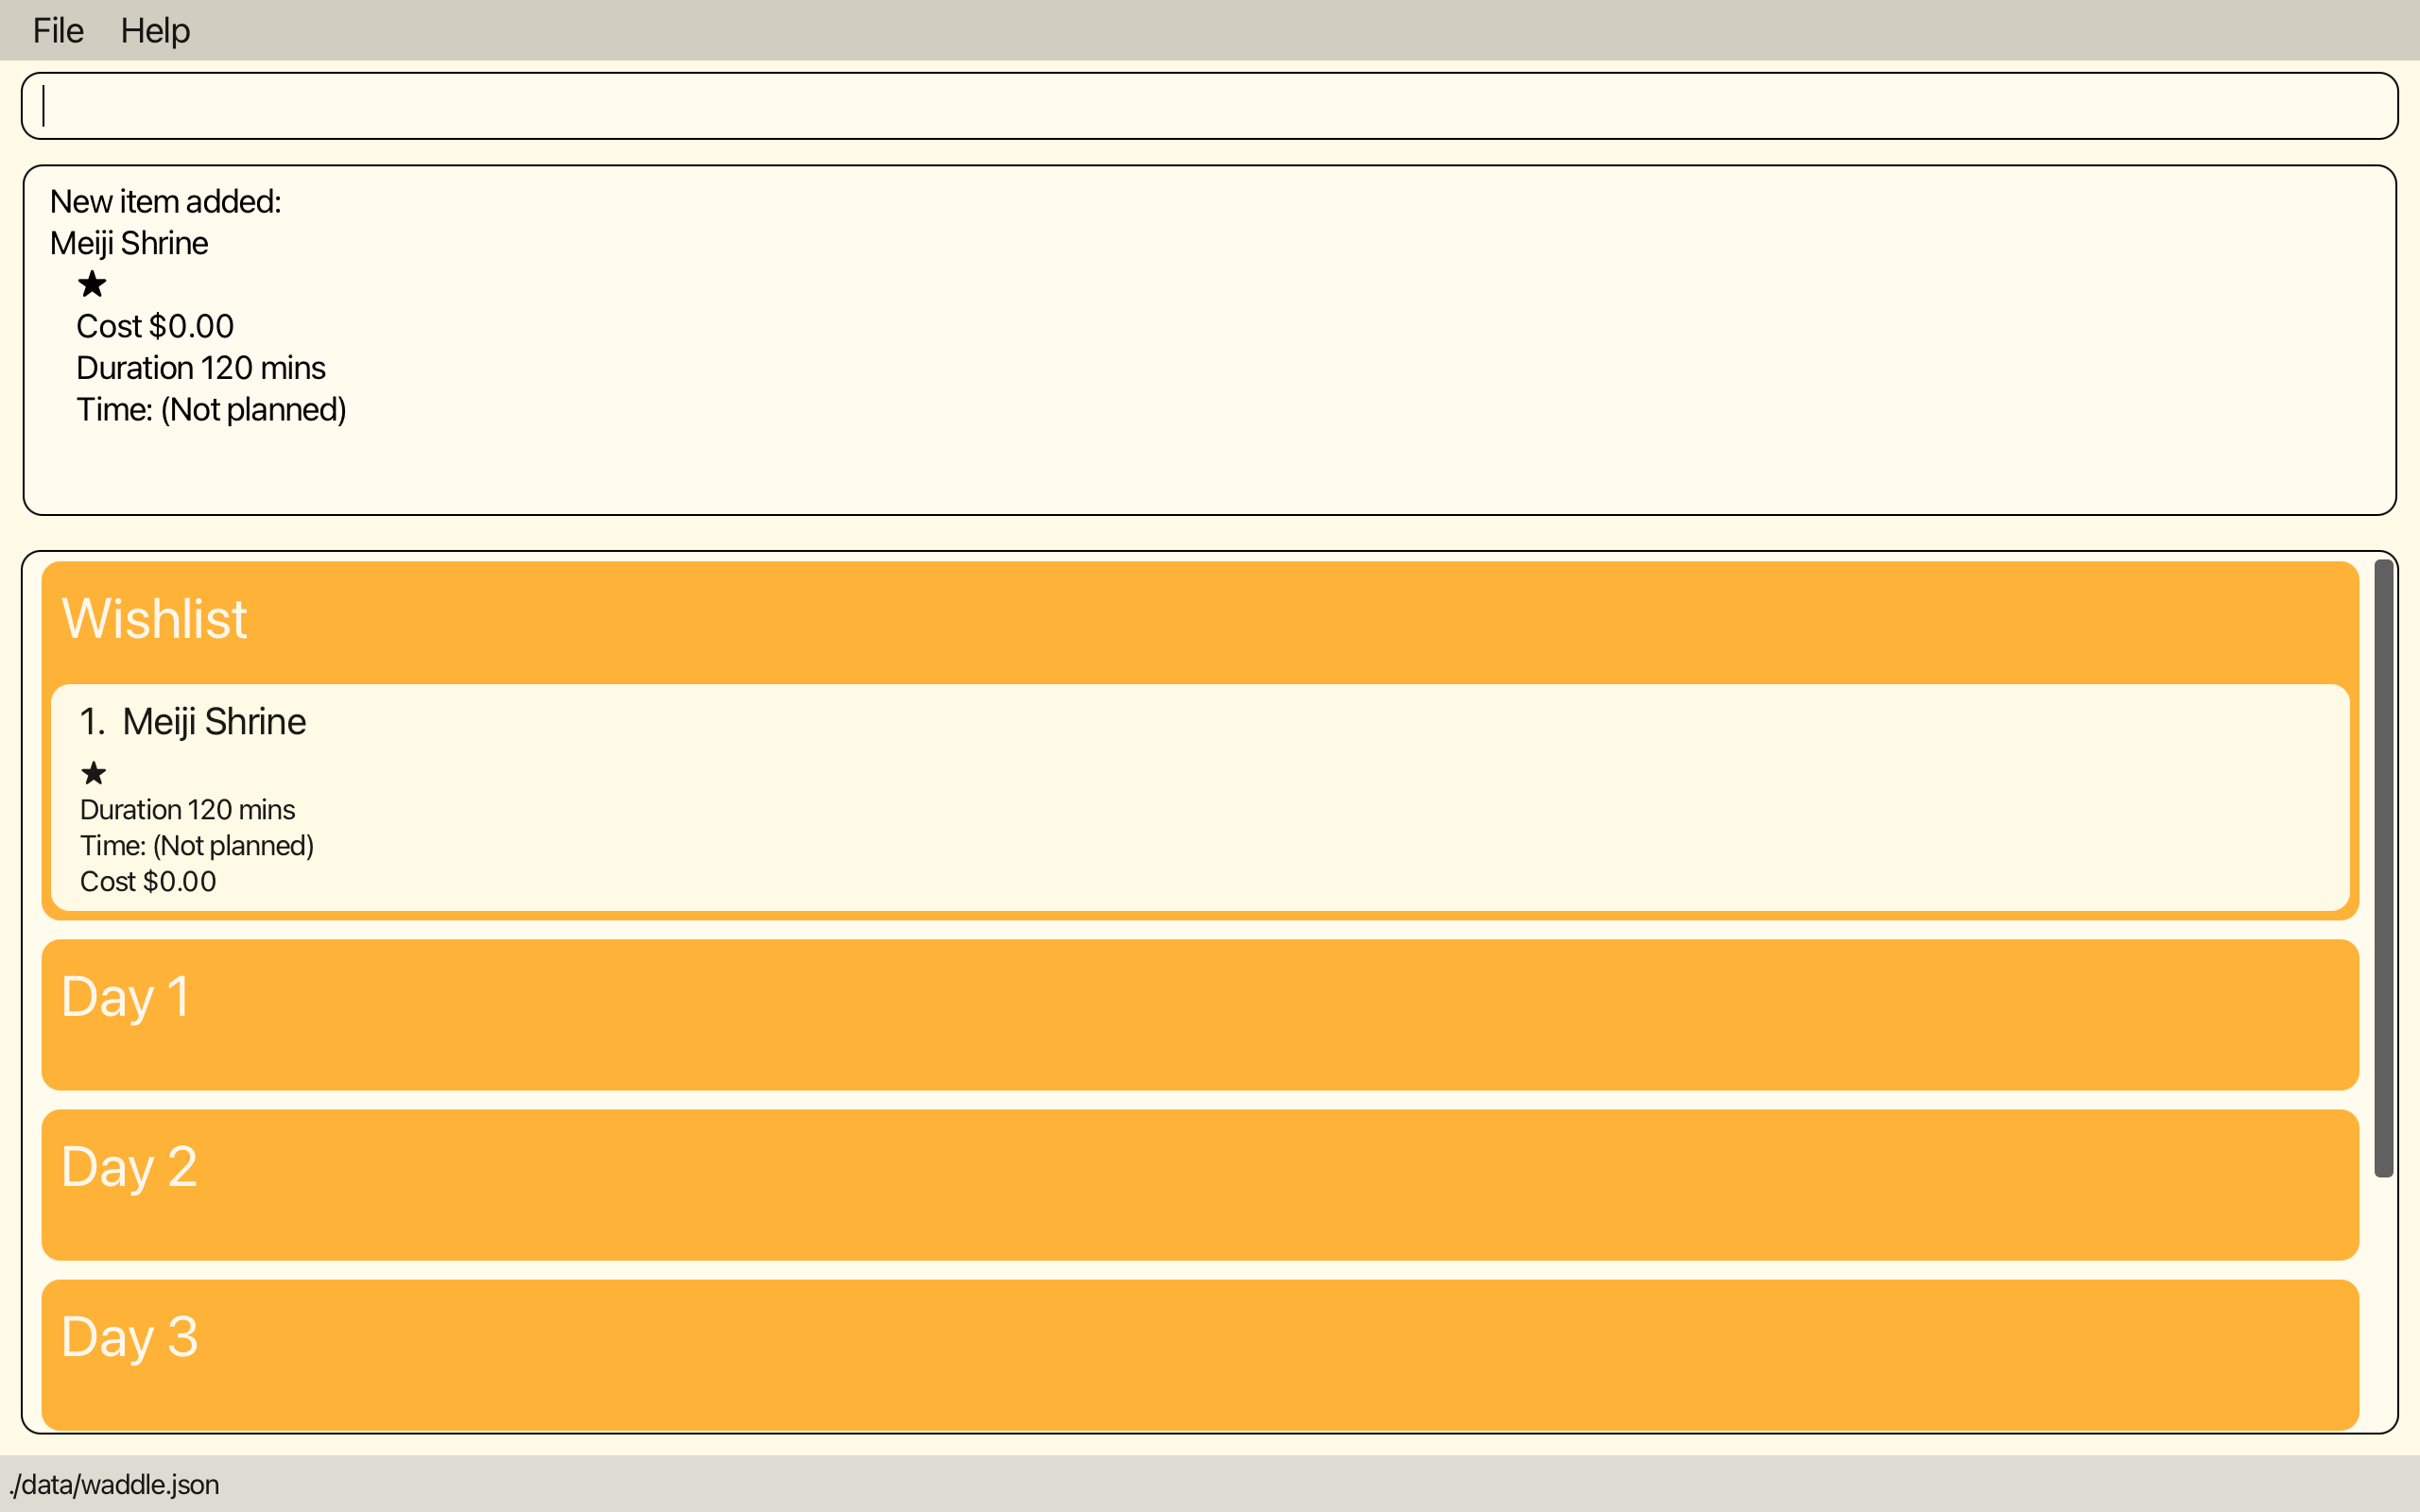 File Help
New item added:
Meiji Shrine
★
Cost $0.00
Duration 120 mins
Time: (Not planned)
Wishlist
1. Meiji Shrine
★
Duration 120 mins
Time: (Not planned)
Cost $0.00
Day 1
Day 2
Day 3
./data/waddle.json